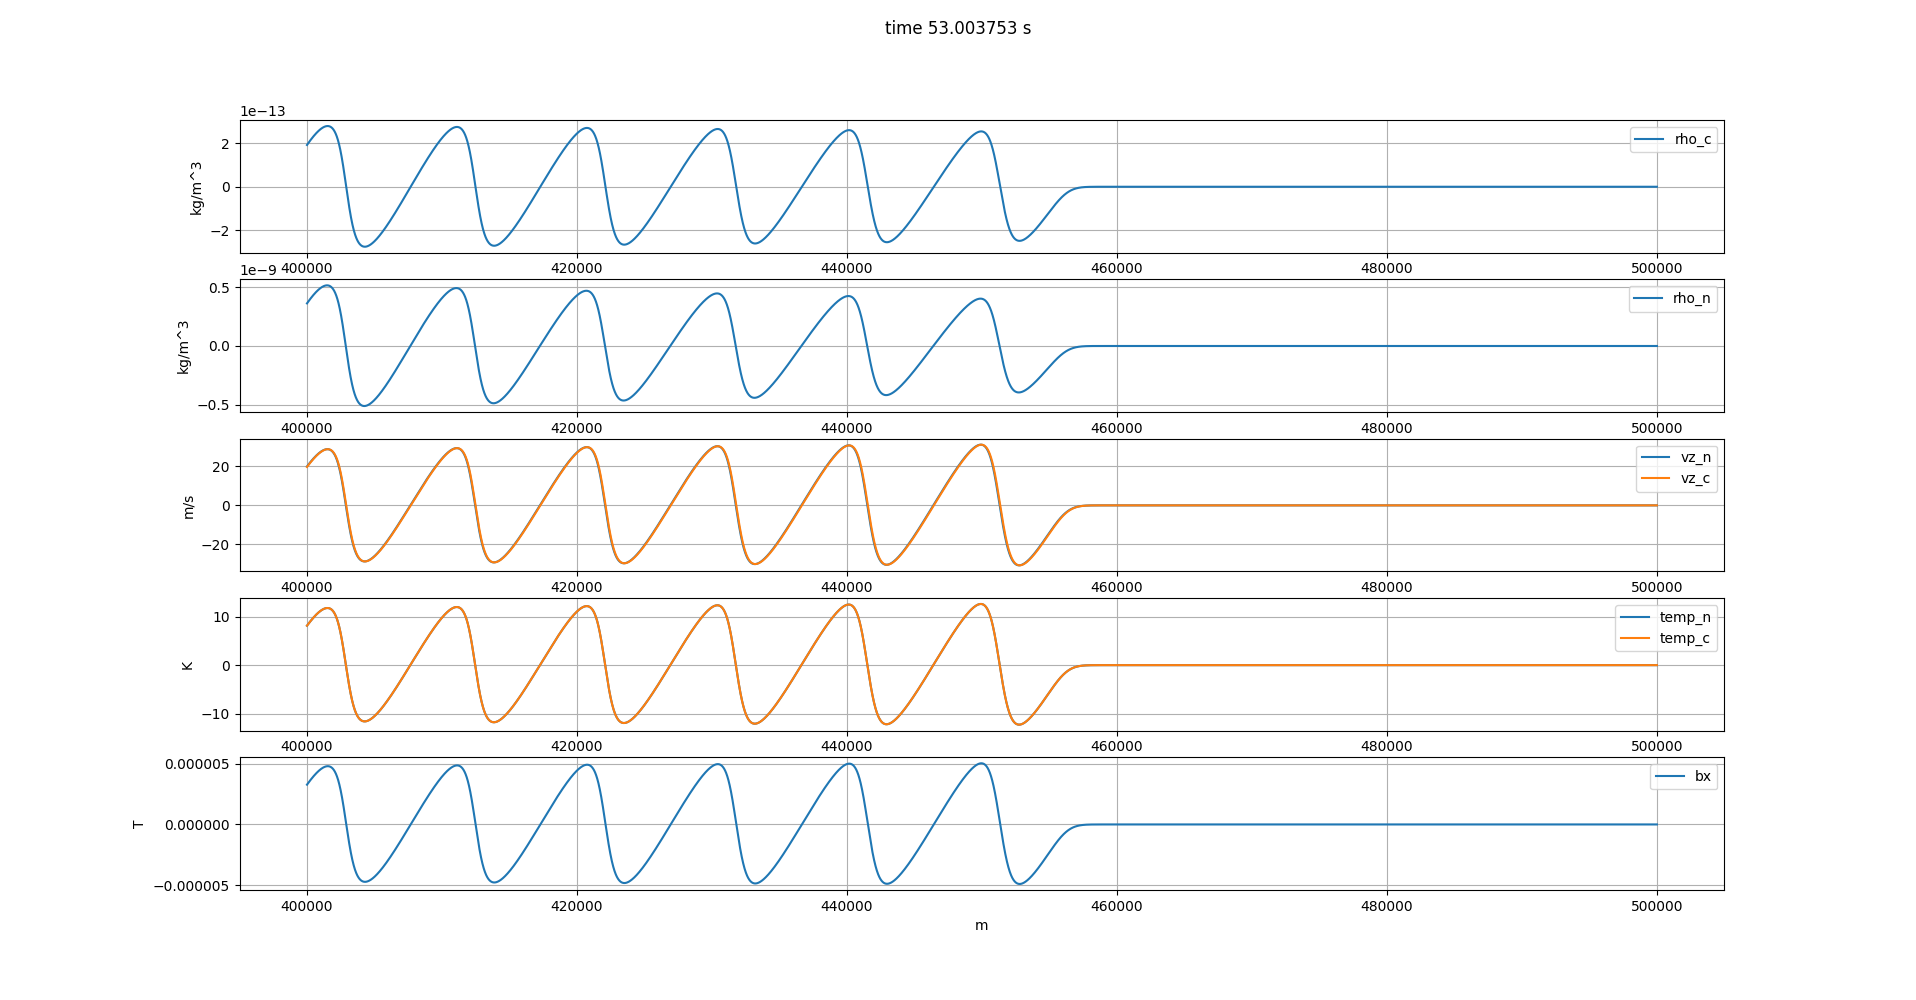 time 53.003753 s
1e−13
kg/m^3
2
0
−2
rho_c
400000 420000 440000 460000 480000 500000
1e−9
kg/m^3
0.5
0.0
−0.5
rho_n
400000 420000 440000 460000 480000 500000
m/s
20
0
−20
vz_n
vz_c
400000 420000 440000 460000 480000 500000
K
10
0
−10
temp_n
temp_c
400000 420000 440000 460000 480000 500000
T
0.000005
0.000000
−0.000005
bx
400000 420000 440000 460000 480000 500000
m